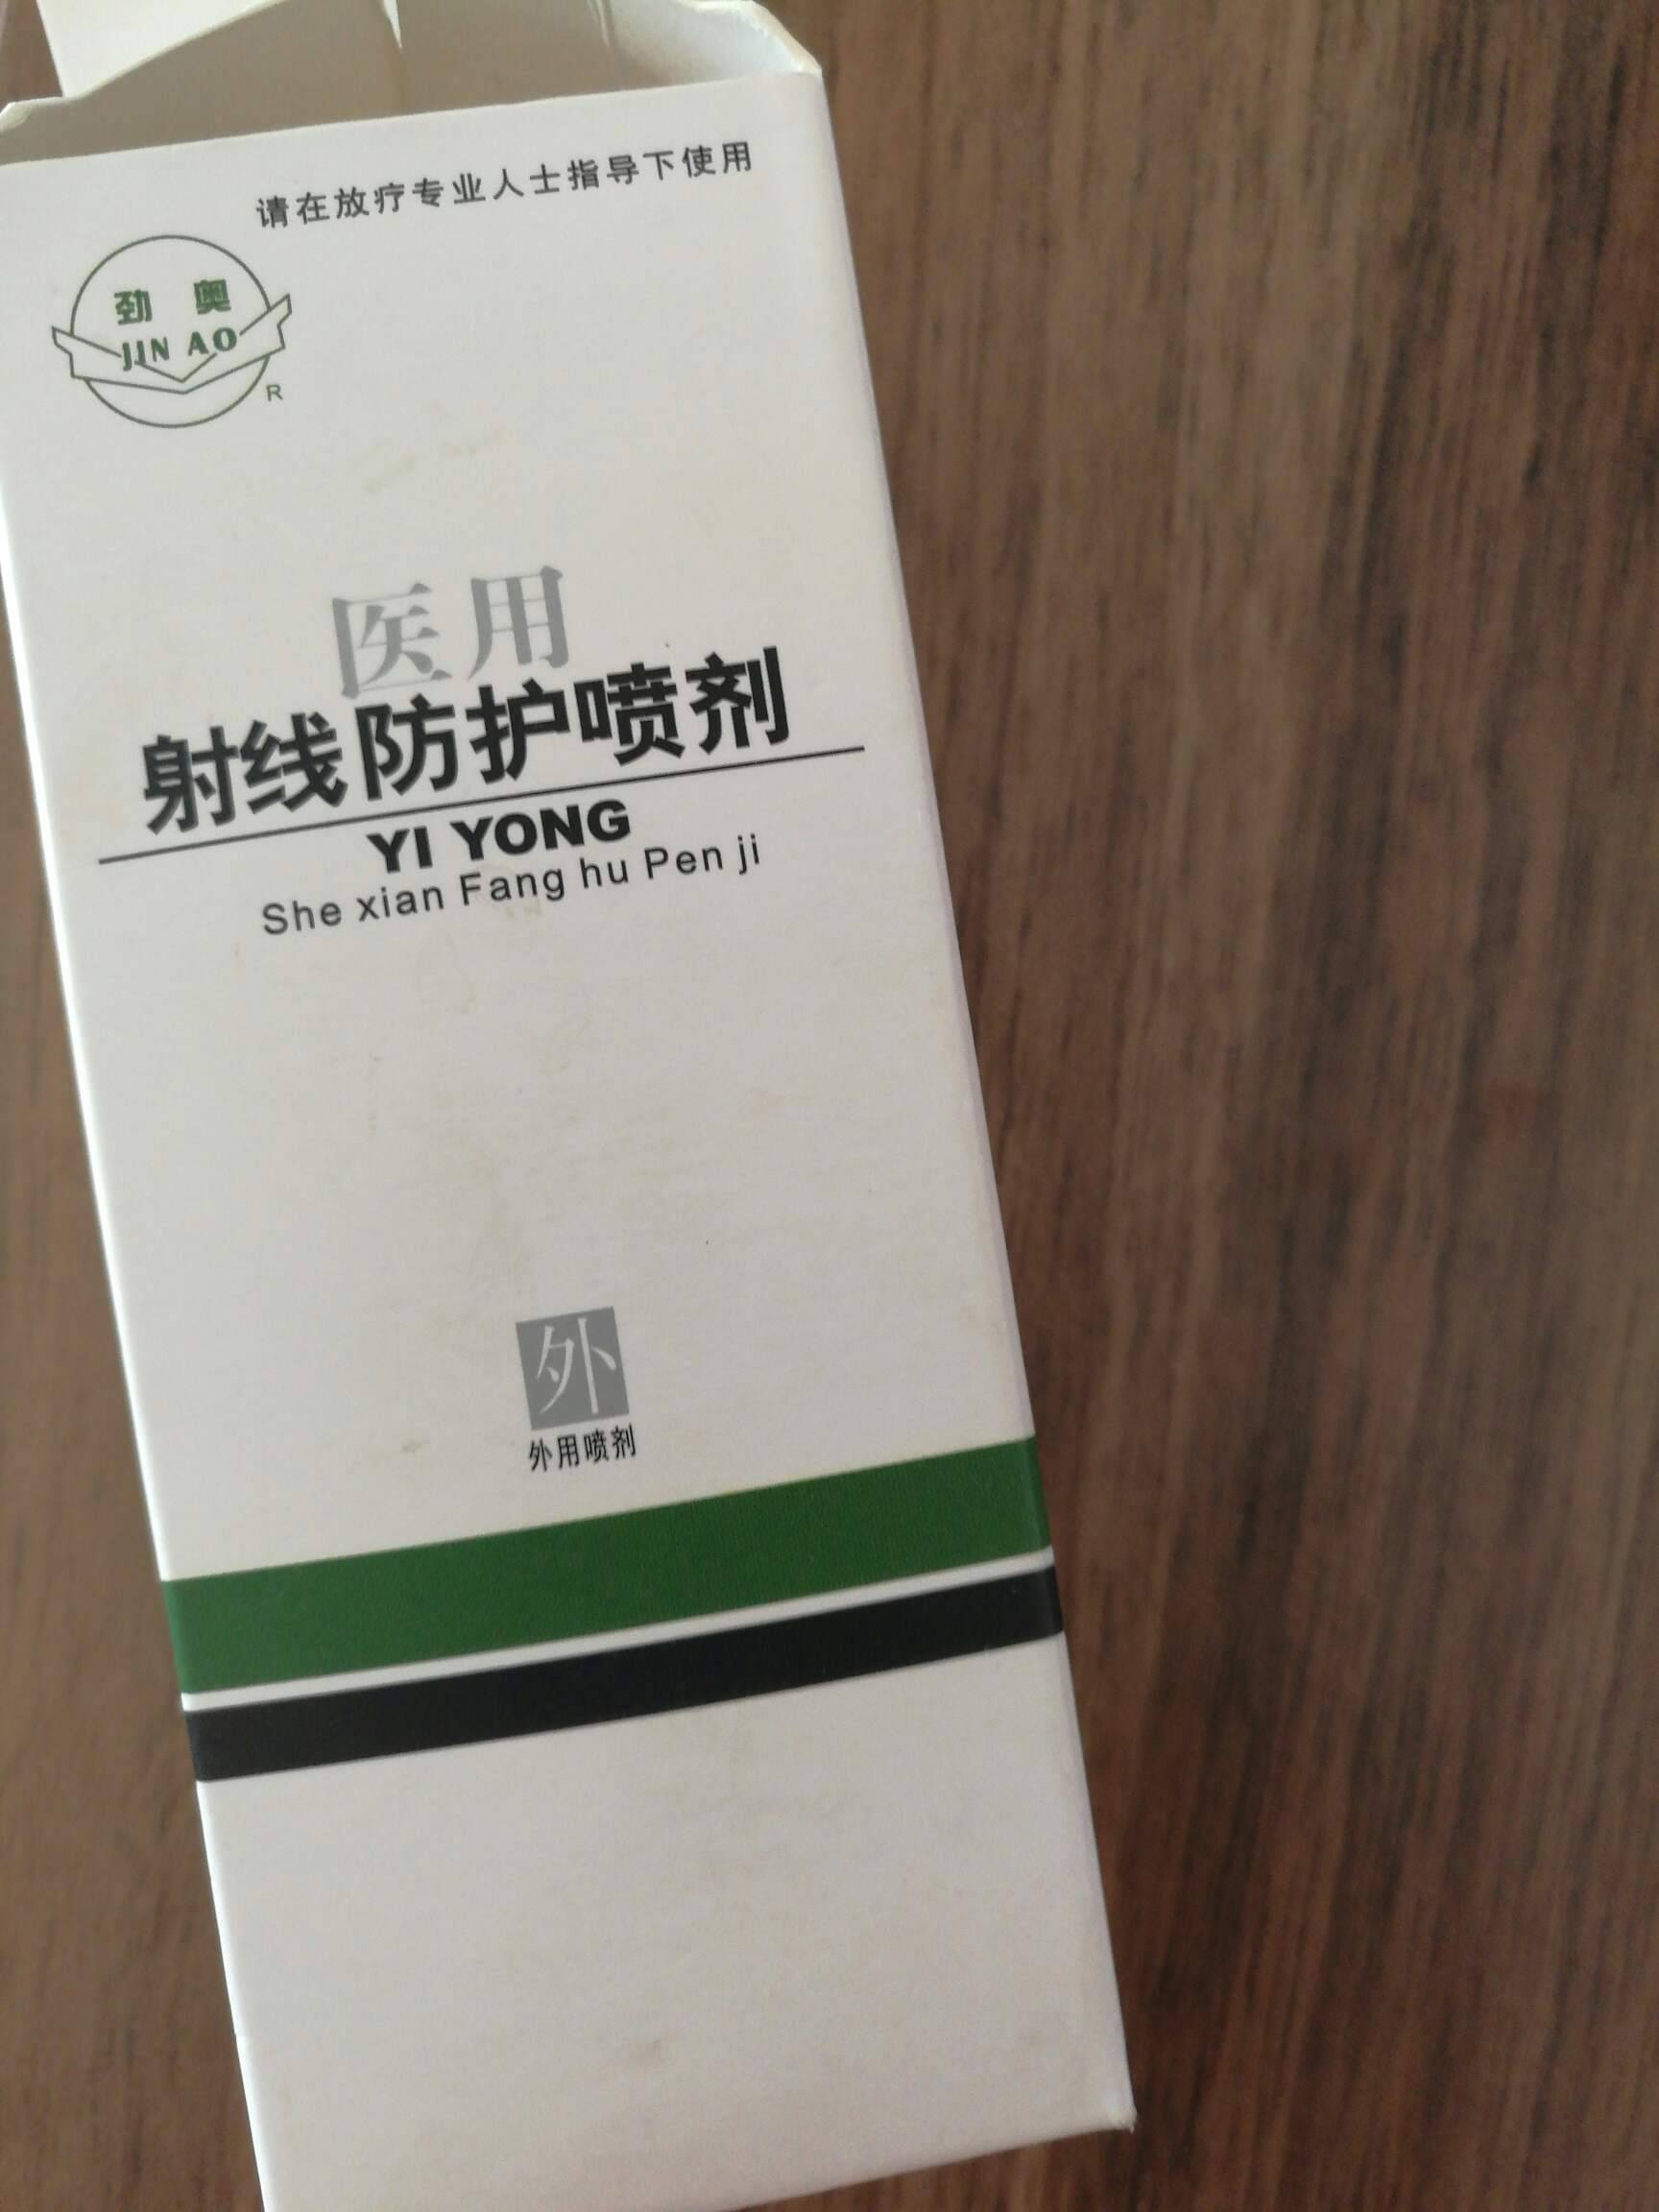 请在放疗专业人士指导下使用
劲奥
JIN AO
R
医用
射线防护喷剂
YI YONG
She xian Fang hu Pen ji
外
外用喷剂